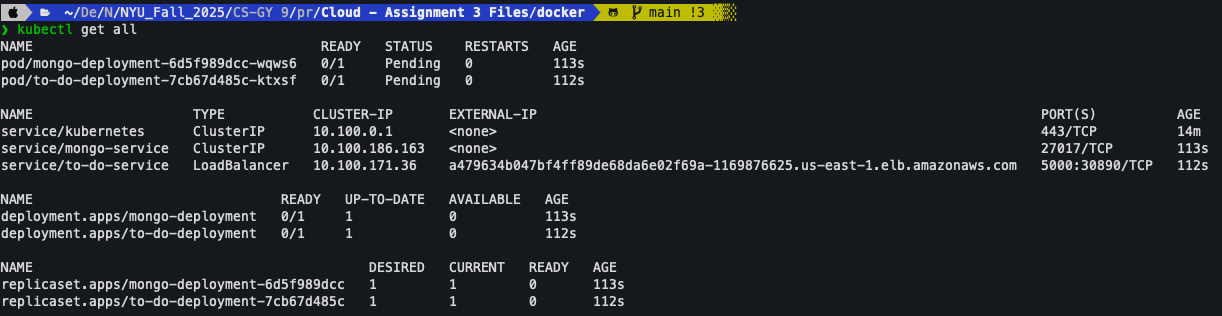 ~/De/N/NYU_Fall_2025/CS-GY 9/pr/Cloud - Assignment 3 Files/docker main !3
❯ kubectl get all
NAME READY STATUS RESTARTS AGE
pod/mongo-deployment-6d5f989dcc-wqws6 0/1 Pending 0 113s
pod/to-do-deployment-7cb67d485c-ktxsf 0/1 Pending 0 112s
NAME TYPE CLUSTER-IP EXTERNAL-IP PORT(S) AGE
service/kubernetes ClusterIP 10.100.0.1 <none> 443/TCP 14m
service/mongo-service ClusterIP 10.100.186.163 <none> 27017/TCP 113s
service/to-do-service LoadBalancer 10.100.171.36 a479634b047bf4ff89de68da6e02f69a-1169876625.us-east-1.elb.amazonaws.com 5000:30890/TCP 112s
NAME READY UP-TO-DATE AVAILABLE AGE
deployment.apps/mongo-deployment 0/1 1 0 113s
deployment.apps/to-do-deployment 0/1 1 0 112s
NAME DESIRED CURRENT READY AGE
replicaset.apps/mongo-deployment-6d5f989dcc 1 1 0 113s
replicaset.apps/to-do-deployment-7cb67d485c 1 1 0 112s